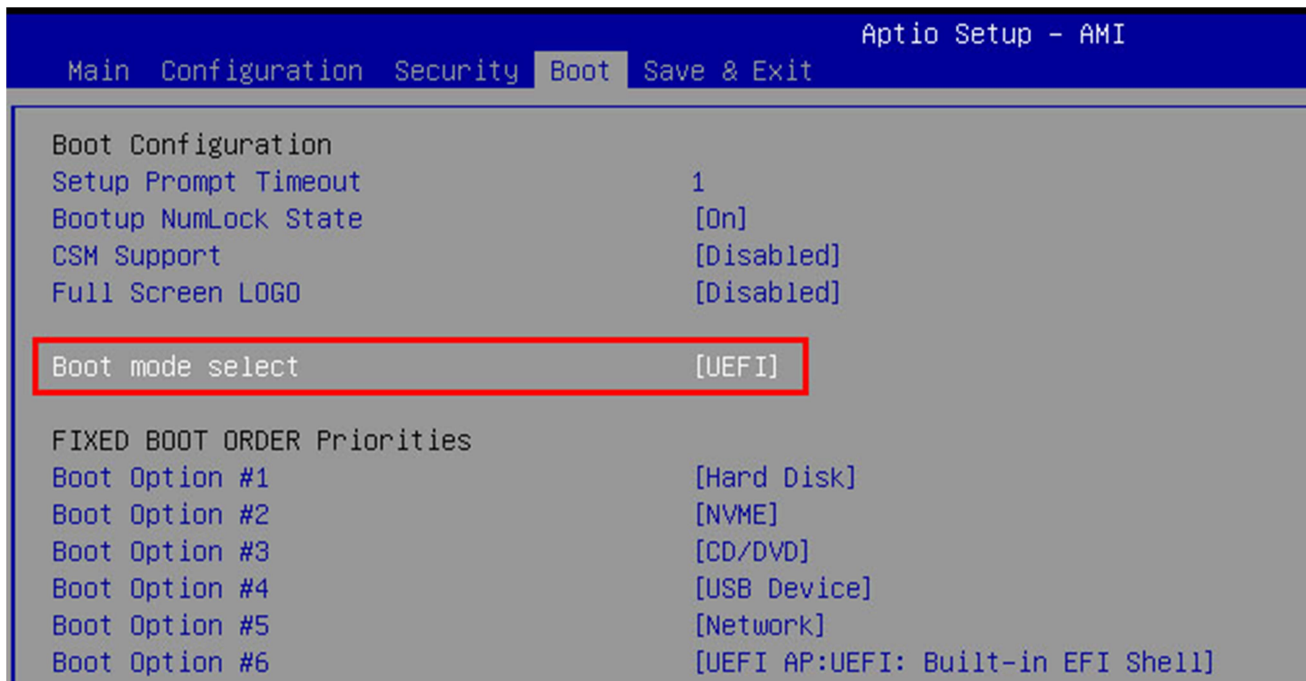 Aptio Setup – AMI
Main Configuration Security Boot Save & Exit
Boot Configuration
Setup Prompt Timeout 1
Bootup NumLock State [On]
CSM Support [Disabled]
Full Screen LOGO [Disabled]
Boot mode select [UEFI]
FIXED BOOT ORDER Priorities
Boot Option #1 [Hard Disk]
Boot Option #2 [NVME]
Boot Option #3 [CD/DVD]
Boot Option #4 [USB Device]
Boot Option #5 [Network]
Boot Option #6 [UEFI AP:UEFI: Built-in EFI Shell]